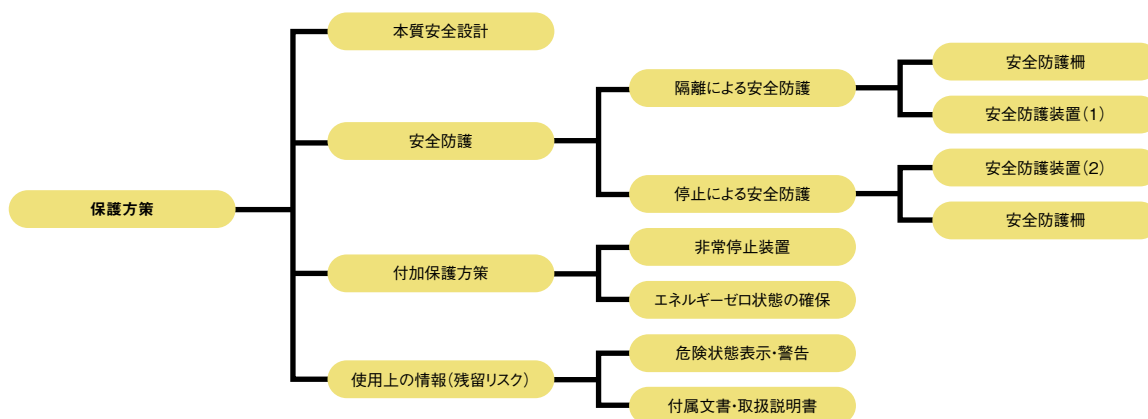 保護方策
本質安全設計
安全防護
隔離による安全防護
安全防護柵
安全防護装置(1)
停止による安全防護
安全防護装置(2)
安全防護柵
付加保護方策
非常停止装置
エネルギーゼロ状態の確保
使用上の情報(残留リスク)
危険状態表示・警告
付属文書・取扱説明書